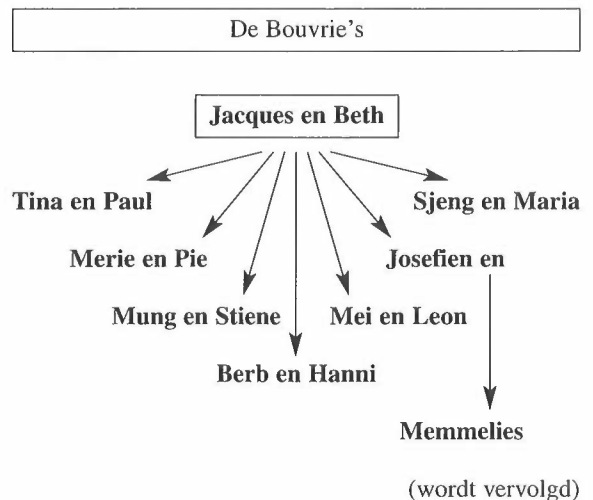 De Bouvrie's
Jacques en Beth
Tina en Paul
Sjeng en Maria
Merie en Pie
Josefien en
Mung en Stiene
Mei en Leon
Berb en Hanni
Memmelies
(wordt vervolgd)